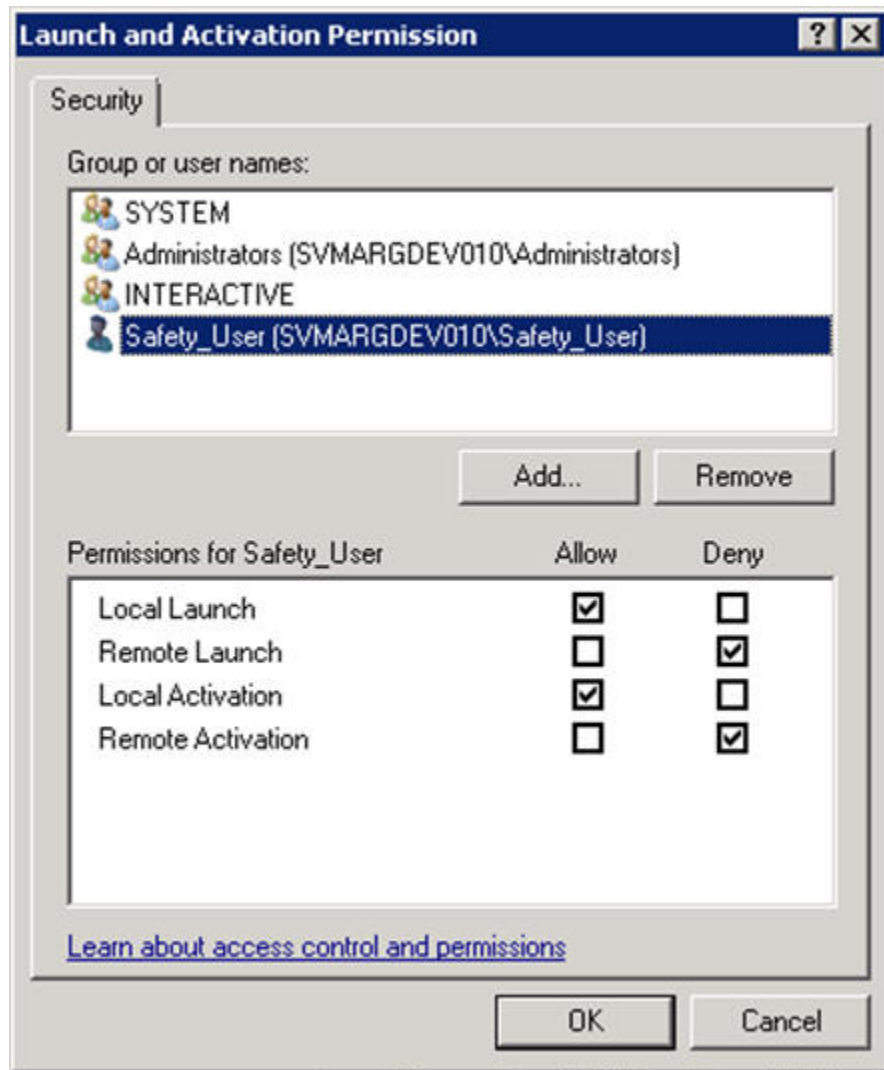 Launch and Activation Permission
Security
Group or user names:
SYSTEM
Administrators (SVMARGDEV010\Administrators)
INTERACTIVE
Safety_User (SVMARGDEV010\Safety_User)
Add... Remove
Permissions for Safety_User Allow Deny
Local Launch
Remote Launch
Local Activation
Remote Activation
Learn about access control and permissions
OK Cancel